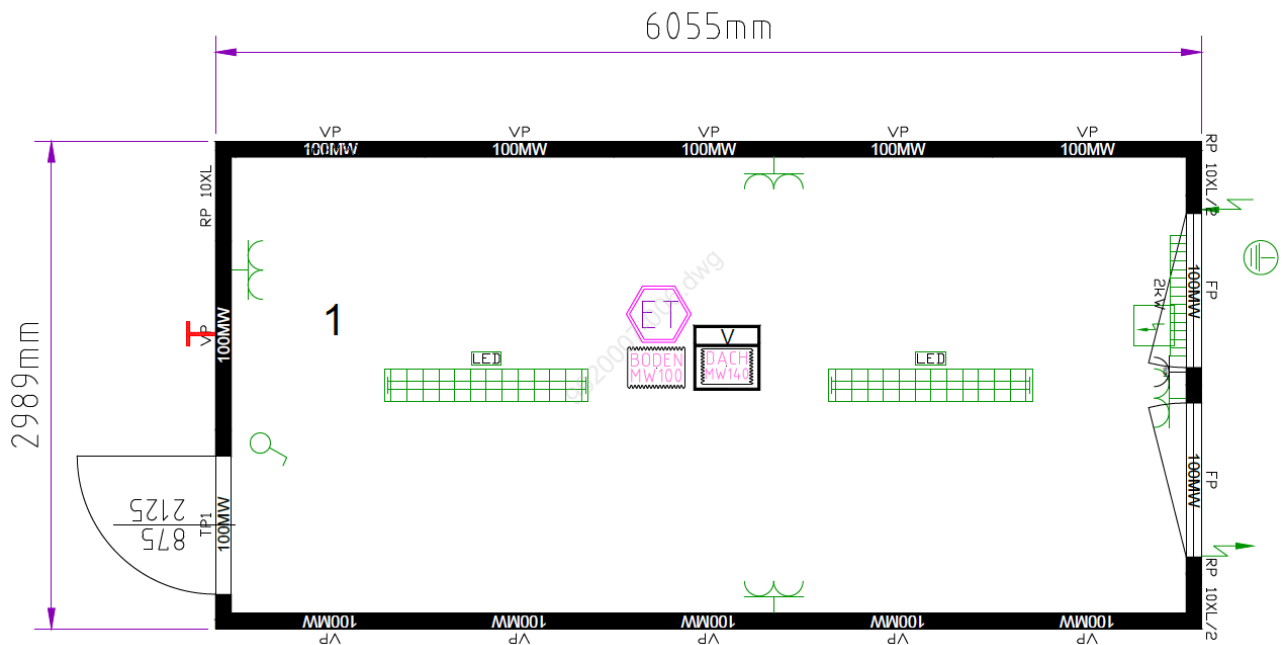 6055mm
VP VP VP VP VP
100MW 100MW 100MW 100MW 100MW
RP 10XL
RP 10XL/2
2989mm
VP
100MW
1
ET
BODEN
MW100
V
DACH
MW140
LED
LED
2kW
100MW
FP
100MW
FP
2125
875
TP1
100MW
RP 10XL/2
100MW 100MW 100MW 100MW 100MW
VP VP VP VP VP